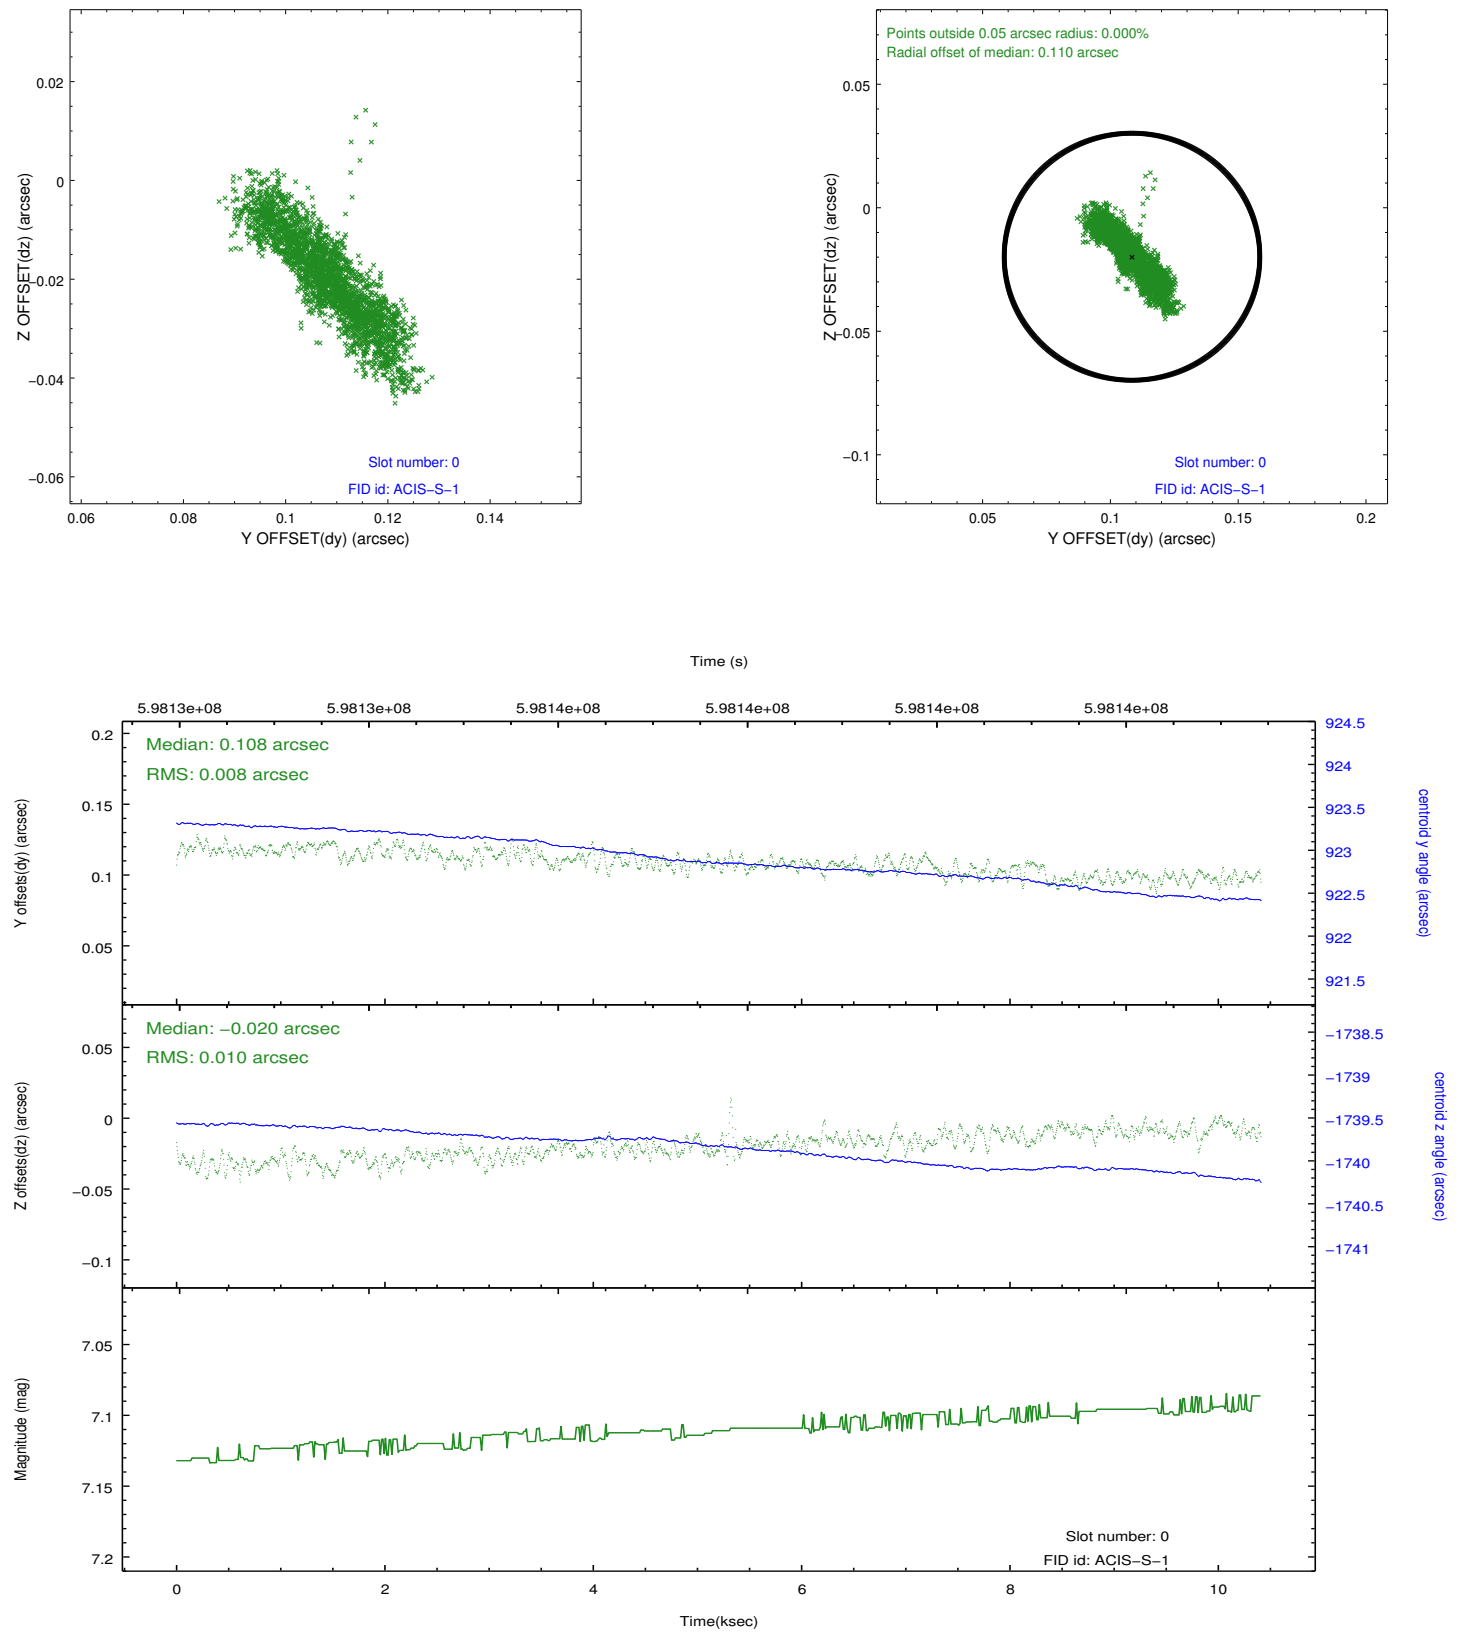 0.02
0
−0.02
−0.04
−0.06
0.06
0.08
0.1
0.12
0.14
Z OFFSET(dz) (arcsec)
Y OFFSET(dy) (arcsec)
Slot number: 0
FID id: ACIS−S−1
Points outside 0.05 arcsec radius: 0.000%
Radial offset of median: 0.110 arcsec
0.05
0
−0.05
−0.1
0.05
0.1
0.15
0.2
Z OFFSET(dz) (arcsec)
Y OFFSET(dy) (arcsec)
Slot number: 0
FID id: ACIS−S−1
Time (s)
5.9813e+08
5.9813e+08
5.9814e+08
5.9814e+08
5.9814e+08
5.9814e+08
Median: 0.108 arcsec
RMS: 0.008 arcsec
0.2
0.15
0.1
0.05
Y offsets(dy) (arcsec)
924.5
924
923.5
923
922.5
922
921.5
centroid y angle (arcsec)
Median: −0.020 arcsec
RMS: 0.010 arcsec
0.05
0
−0.05
−0.1
Z offsets(dz) (arcsec)
−1738.5
−1739
−1739.5
−1740
−1740.5
−1741
centroid z angle (arcsec)
7.05
7.1
7.15
7.2
Magnitude (mag)
Slot number: 0
FID id: ACIS−S−1
0
2
4
6
8
10
Time(ksec)